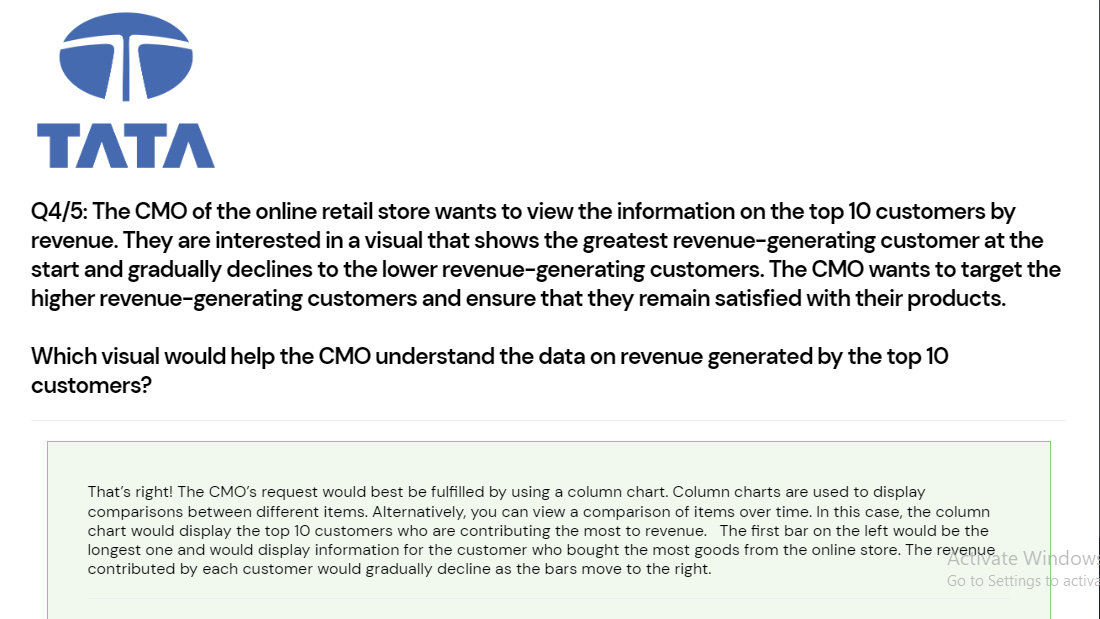 TATA
Q4/5: The CMO of the online retail store wants to view the information on the top 10 customers by
revenue. They are interested in a visual that shows the greatest revenue-generating customer at the
start and gradually declines to the lower revenue-generating customers. The CMO wants to target the
higher revenue-generating customers and ensure that they remain satisfied with their products.
Which visual would help the CMO understand the data on revenue generated by the top 10
customers?
That's right! The CMO's request would best be fulfilled by using a column chart. Column charts are used to display
comparisons between different items. Alternatively, you can view a comparison of items over time. In this case, the column
chart would display the top 10 customers who are contributing the most to revenue.   The first bar on the left would be the
longest one and would display information for the customer who bought the most goods from the online store. The revenue
contributed by each customer would gradually decline as the bars move to the right.
Activate Windows
Go to Settings to activa